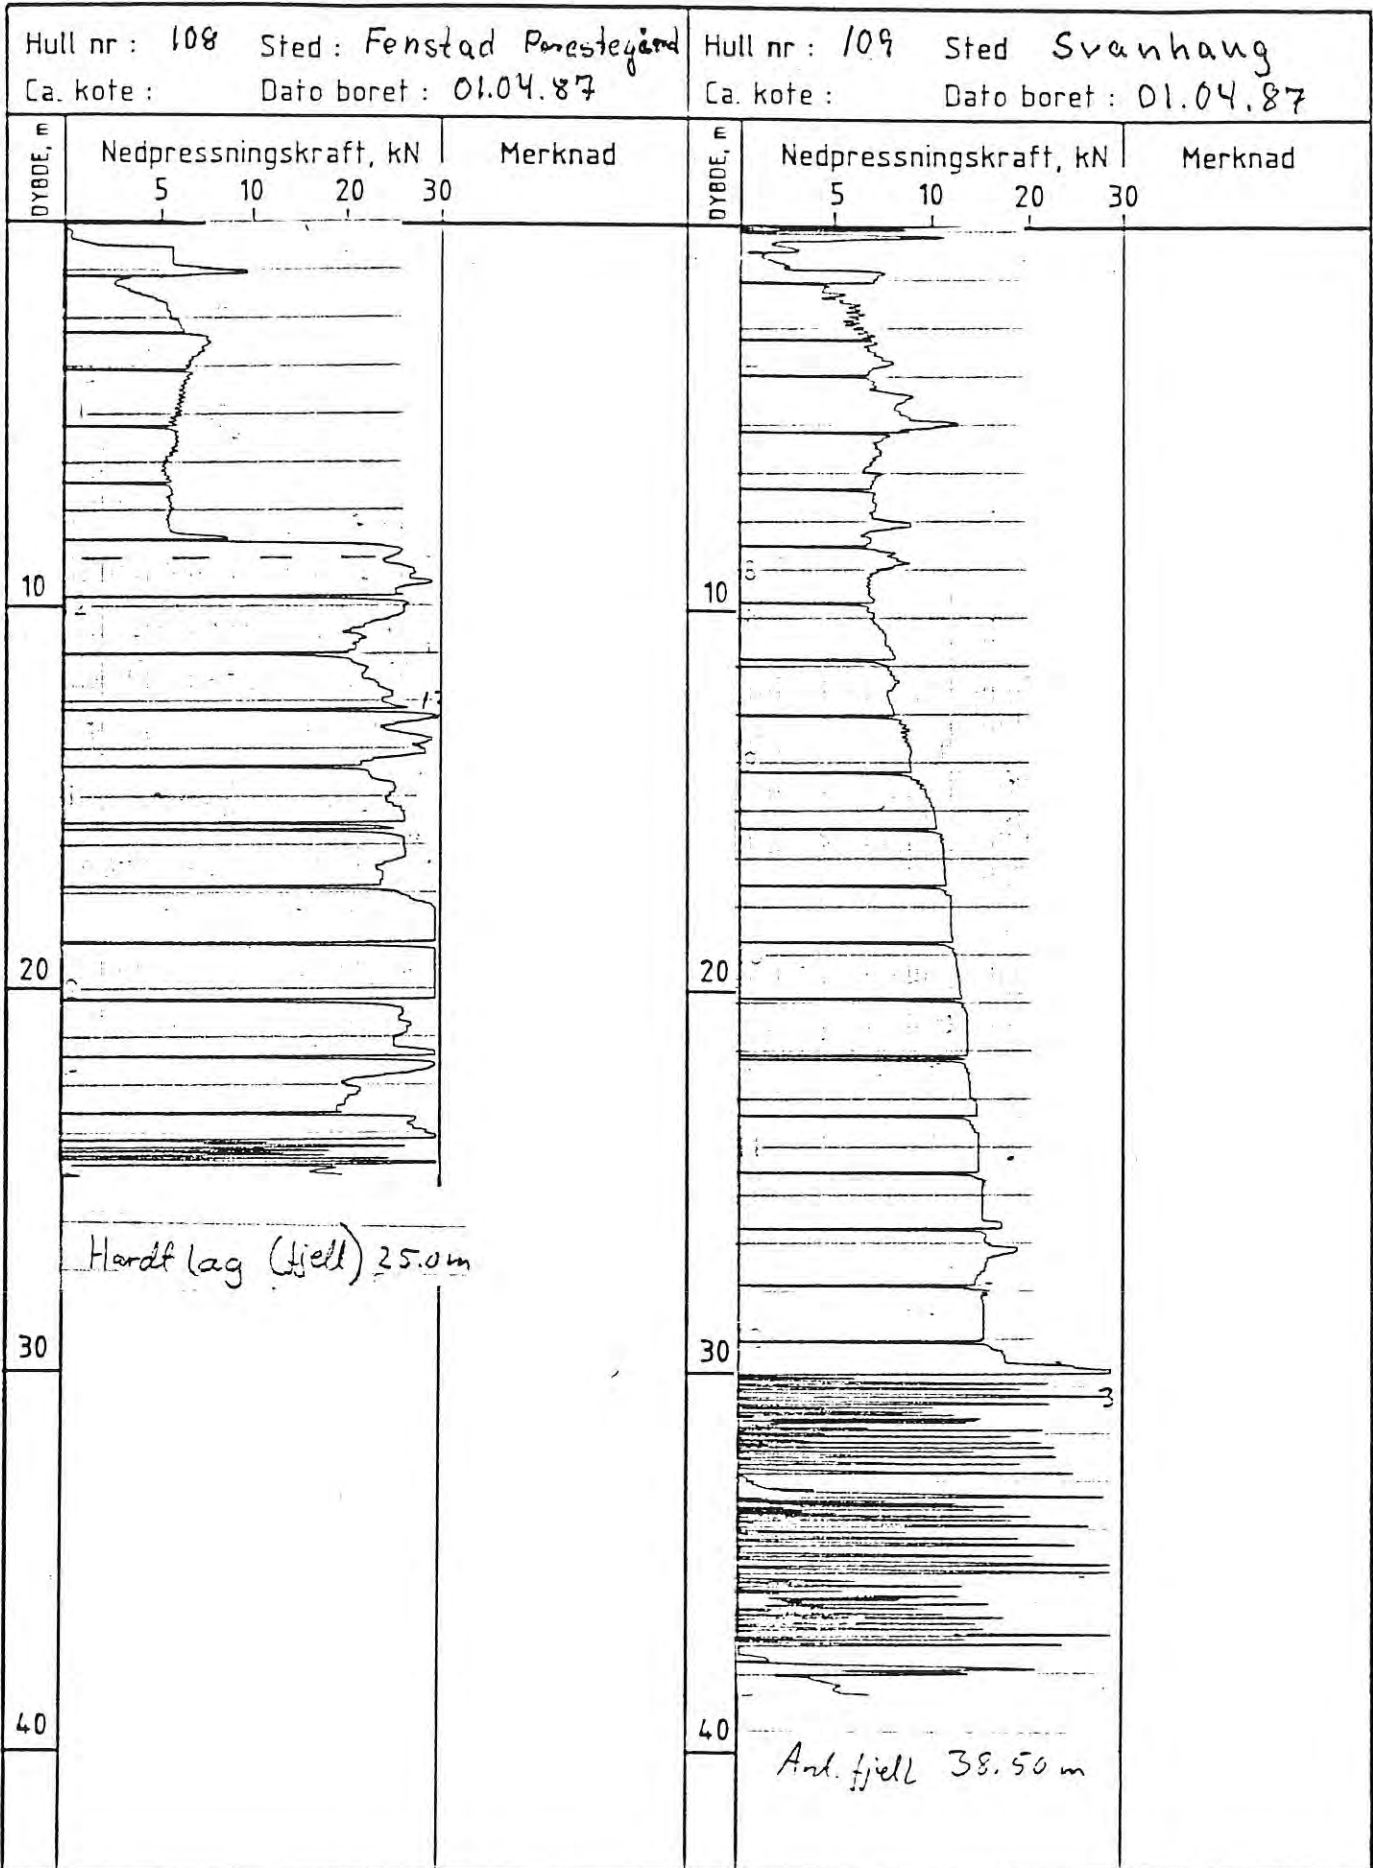 Hull nr : 108 Sted : Fenstad
Ca. kote : Dato boret : 01.04.87
DYBDE, m
Nedpressningskraft, kN Merknad
5 10 20 30
10
20
Hardt lag (fjell) 25.0 m
30
40
Hull nr : 109 Sted Svanhaug
Ca. kote : Dato boret : 01.04.87
DYBDE, m
Nedpressningskraft, kN Merknad
5 10 20 30
10
20
30
3
40
Ant. fjell 38.50 m